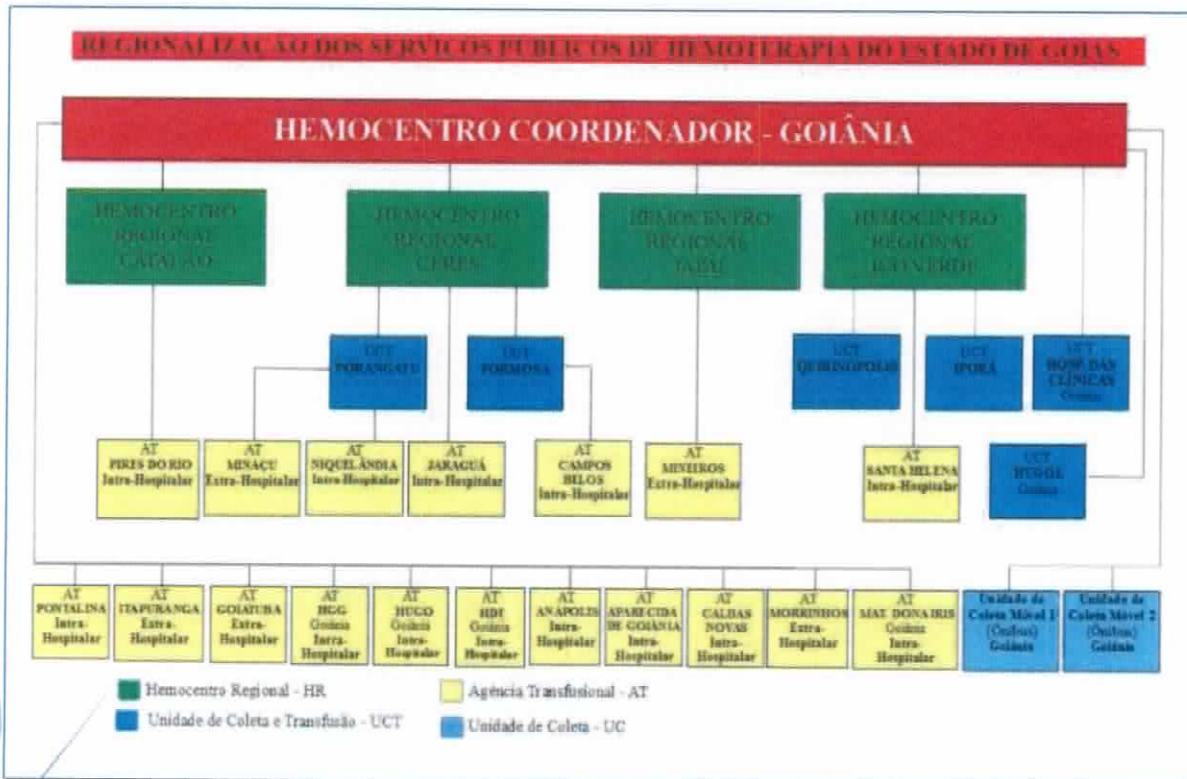 REGIONALIZAÇÃO DOS SERVIÇOS PÚBLICOS DE HEMOTERAPIA DO ESTADO DE GOIÁS
HEMOCENTRO COORDENADOR - GOIÂNIA
HEMOCENTRO
REGIONAL
CATALÃO
HEMOCENTRO
REGIONAL
CERES
HEMOCENTRO
REGIONAL
JATAÍ
HEMOCENTRO
REGIONAL
RIO VERDE
UCT
PORANGATU
UCT
FORMOSA
UCT
QUIRINÓPOLIS
UCT
IPORÁ
UCT
HOSP. DAS
CLÍNICAS
Goiânia
AT
PIRES DO RIO
Intra-Hospitalar
AT
MINAÇU
Extra-Hospitalar
AT
NIQUELÂNDIA
Intra-Hospitalar
AT
JARAGUÁ
Intra-Hospitalar
AT
CAMPOS
BELOS
Intra-Hospitalar
AT
MINEIROS
Extra-Hospitalar
AT
SANTA HELENA
Intra-Hospitalar
UCT
HUGOL
Goiânia
AT
PONTALINA
Intra-
Hospitalar
AT
ITAPURANGA
Extra-
Hospitalar
AT
GOIATUBA
Extra-
Hospitalar
AT
HGG
Goiânia
Intra-
Hospitalar
AT
HUGO
Goiânia
Intra-
Hospitalar
AT
HDT
Goiânia
Intra-
Hospitalar
AT
ANÁPOLIS
Intra-
Hospitalar
AT
APARECIDA
DE GOIÂNIA
Intra-
Hospitalar
AT
CALDAS
NOVAS
Intra-
Hospitalar
AT
MORRINHOS
Extra-
Hospitalar
AT
MAT. DONA IRIS
Goiânia
Intra-
Hospitalar
Unidade de
Coleta Móvel 1-
(Ônibus)
Goiânia
Unidade de
Coleta Móvel 2
(Ônibus)
Goiânia
Hemocentro Regional - HR
Agência Transfusional - AT
Unidade de Coleta e Transfusão - UCT
Unidade de Coleta - UC